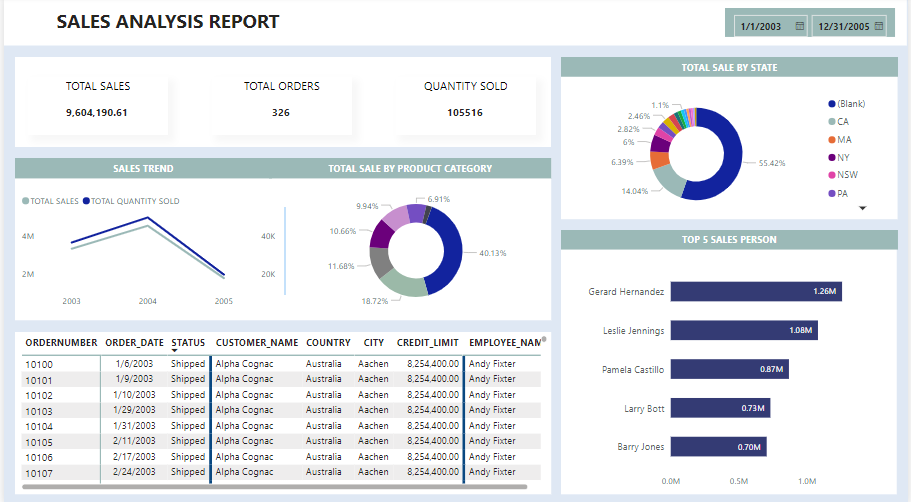 SALES ANALYSIS REPORT
1/1/2003
12/31/2005
TOTAL SALES
9,604,190.61
TOTAL ORDERS
326
QUANTITY SOLD
105516
SALES TREND
TOTAL SALES
TOTAL QUANTITY SOLD
4M
2M
40K
20K
2003
2004
2005
TOTAL SALE BY PRODUCT CATEGORY
6.91%
9.94%
10.66%
11.68%
18.72%
40.13%
TOTAL SALE BY STATE
1.1%
2.46%
2.82%
6%
6.39%
14.04%
55.42%
(Blank)
CA
MA
NY
NSW
PA
TOP 5 SALES PERSON
Gerard Hernandez 1.26M
Leslie Jennings 1.08M
Pamela Castillo 0.87M
Larry Bott 0.73M
Barry Jones 0.70M
0.0M 0.5M 1.0M
ORDERNUMBER ORDER_DATE STATUS CUSTOMER_NAME COUNTRY CITY CREDIT_LIMIT EMPLOYEE_NAM
10100 1/6/2003 Shipped Alpha Cognac Australia Aachen 8,254,400.00 Andy Fixter
10101 1/9/2003 Shipped Alpha Cognac Australia Aachen 8,254,400.00 Andy Fixter
10102 1/10/2003 Shipped Alpha Cognac Australia Aachen 8,254,400.00 Andy Fixter
10103 1/29/2003 Shipped Alpha Cognac Australia Aachen 8,254,400.00 Andy Fixter
10104 1/31/2003 Shipped Alpha Cognac Australia Aachen 8,254,400.00 Andy Fixter
10105 2/11/2003 Shipped Alpha Cognac Australia Aachen 8,254,400.00 Andy Fixter
10106 2/17/2003 Shipped Alpha Cognac Australia Aachen 8,254,400.00 Andy Fixter
10107 2/24/2003 Shipped Alpha Cognac Australia Aachen 8,254,400.00 Andy Fixter